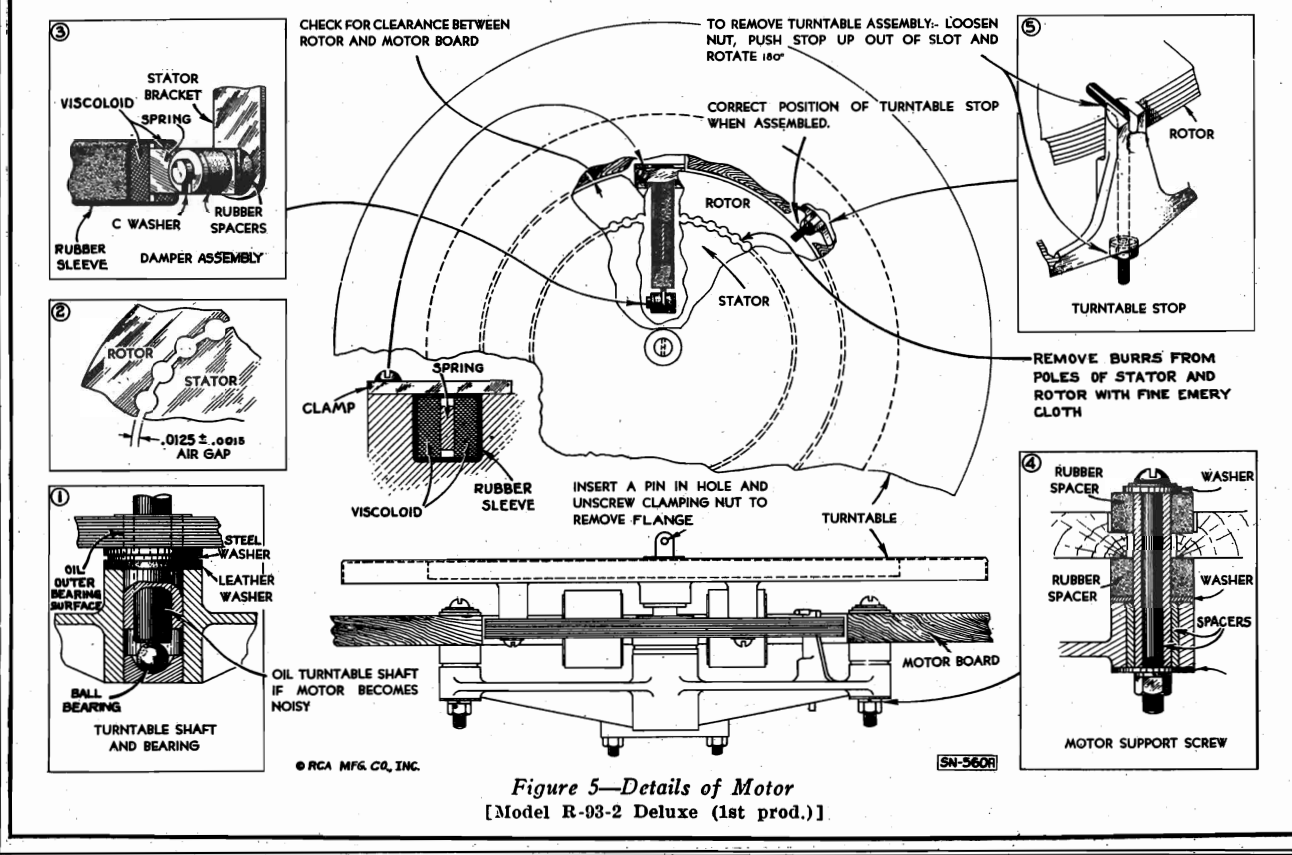 ③
STATOR
BRACKET
VISCOLOID
SPRING
C WASHER
RUBBER
SPACERS
RUBBER
SLEEVE
DAMPER ASSEMBLY
CHECK FOR CLEARANCE BETWEEN
ROTOR AND MOTOR BOARD
TO REMOVE TURNTABLE ASSEMBLY:- LOOSEN
NUT, PUSH STOP UP OUT OF SLOT AND
ROTATE 180°
CORRECT POSITION OF TURNTABLE STOP
WHEN ASSEMBLED.
⑤
ROTOR
TURNTABLE STOP
ROTOR
STATOR
②
ROTOR
STATOR
.0125 ± .0015
AIR GAP
SPRING
CLAMP
VISCOLOID
RUBBER
SLEEVE
REMOVE BURRS FROM
POLES OF STATOR AND
ROTOR WITH FINE EMERY
CLOTH
INSERT A PIN IN HOLE AND
UNSCREW CLAMPING NUT TO
REMOVE FLANGE
TURNTABLE
①
STEEL
WASHER
LEATHER
WASHER
OIL
OUTER
BEARING
SURFACE
BALL
BEARING
OIL TURNTABLE SHAFT
IF MOTOR BECOMES
NOISY
TURNTABLE SHAFT
AND BEARING
MOTOR BOARD
④
RUBBER
SPACER
WASHER
RUBBER
SPACER
WASHER
SPACERS
MOTOR SUPPORT SCREW
© RCA MFG. CO., INC.
SN-560A
Figure 5—Details of Motor
[Model R-93-2 Deluxe (1st prod.)]